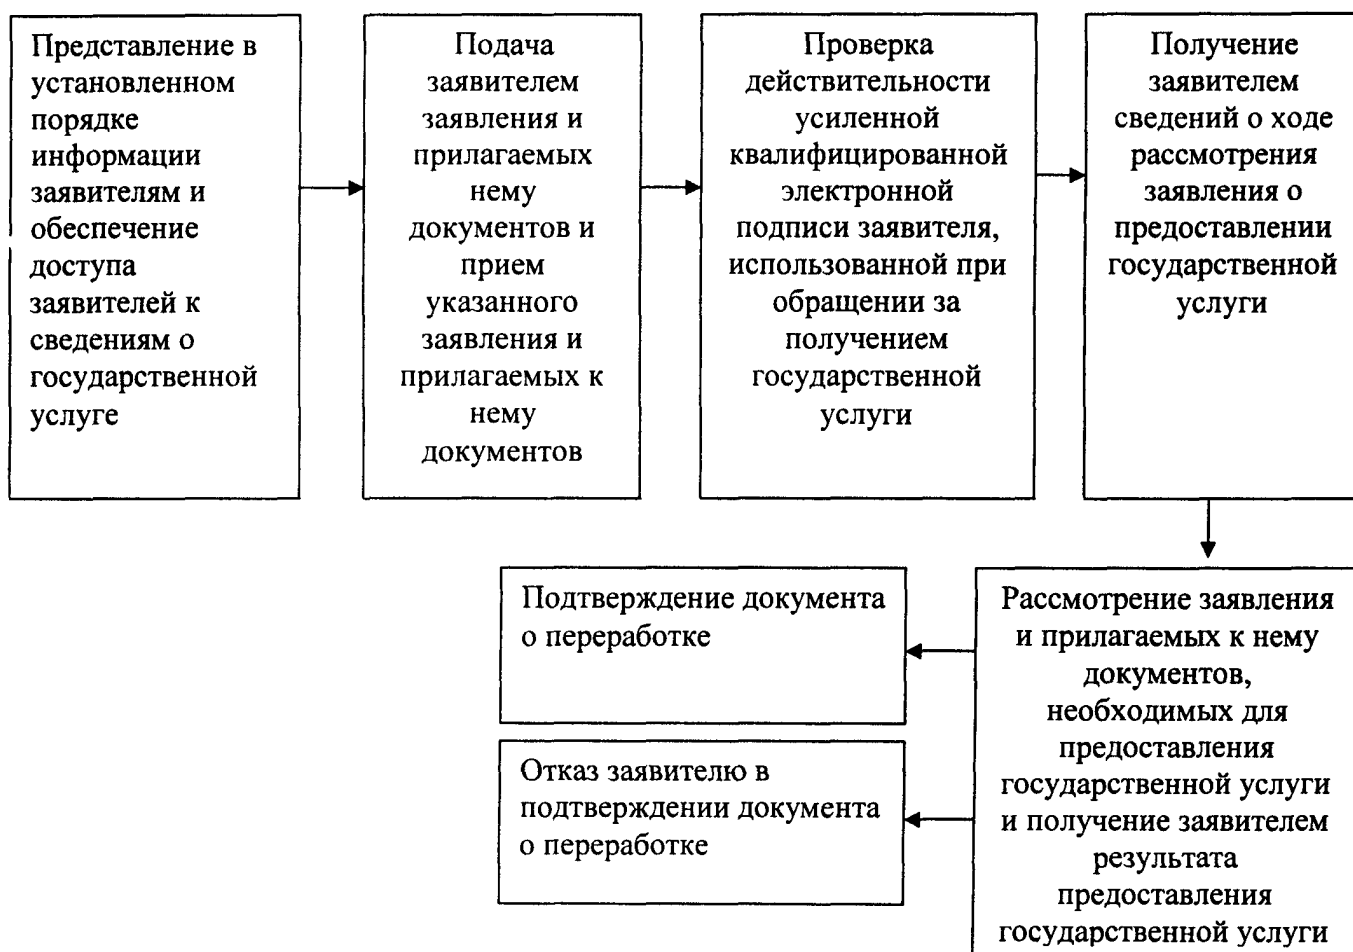 Представление в
установленном
порядке
информации
заявителям и
обеспечение
доступа
заявителей к
сведениям о
государственной
услуге
Подача
заявителем
заявления и
прилагаемых
нему
документов и
прием
указанного
заявления и
прилагаемых к
нему
документов
Проверка
действительности
усиленной
квалифицированной
электронной
подписи заявителя,
использованной при
обращении за
получением
государственной
услуги
Получение
заявителем
сведений о ходе
рассмотрения
заявления о
предоставлении
государственной
услуги
Рассмотрение заявления
и прилагаемых к нему
документов,
необходимых для
предоставления
государственной услуги
и получение заявителем
результата
предоставления
государственной услуги
Подтверждение документа
о переработке
Отказ заявителю в
подтверждении документа
о переработке